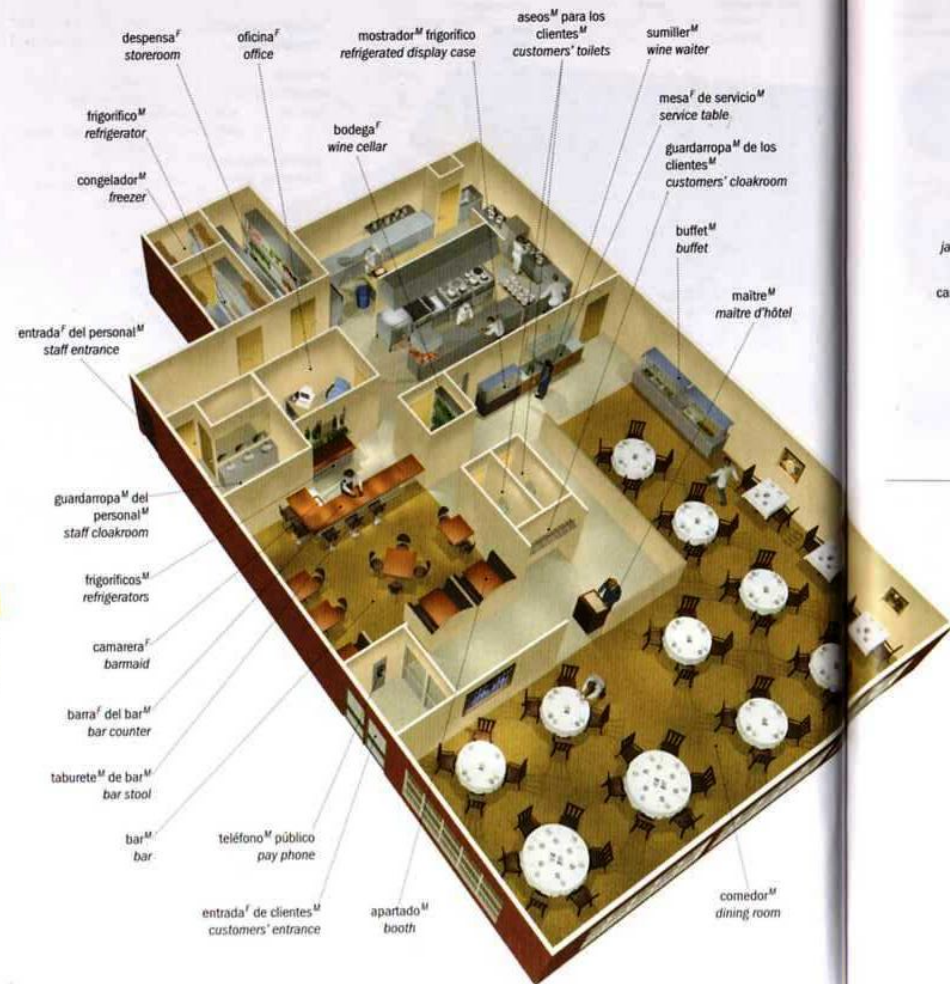 despensaF
storeroom
oficinaF
office
mostradorM frigorífico
refrigerated display case
aseosM para los
clientesM
customers' toilets
sumillerM
wine waiter
frigoríficoM
refrigerator
bodegaF
wine cellar
mesaF de servicioM
service table
congeladorM
freezer
guardarropaM de los
clientesM
customers' cloakroom
buffetM
buffet
maîtreM
maître d'hôtel
entradaF del personalM
staff entrance
guardarropaM del
personalM
staff cloakroom
frigoríficosM
refrigerators
camareraF
barmaid
barraF del barM
bar counter
tabureteM de barM
bar stool
barM
bar
teléfonoM público
pay phone
entradaF de clientesM
customers' entrance
apartadoM
booth
comedorM
dining room
ja
ca